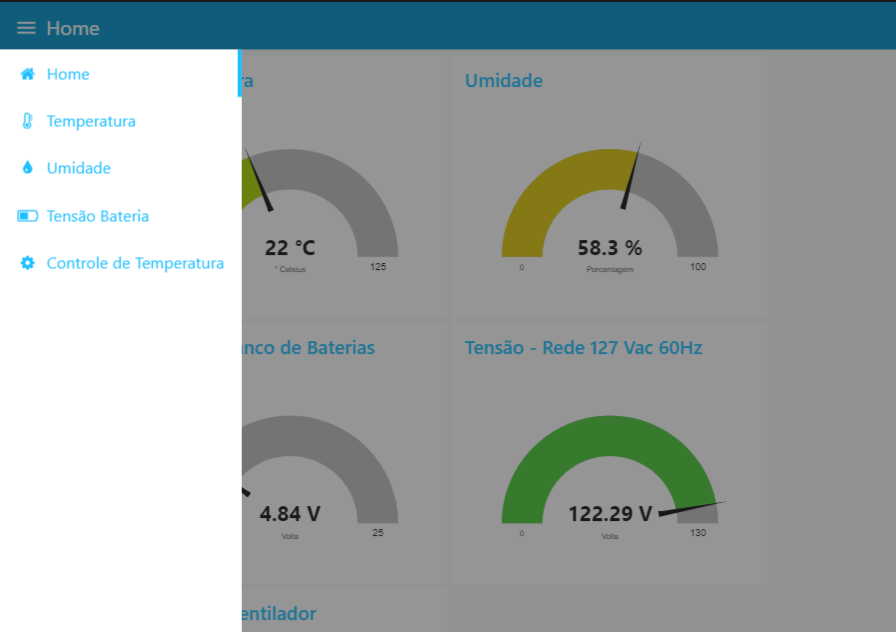 Home
Home
Temperatura
Umidade
Tensão Bateria
Controle de Temperatura
ra
Umidade
22 °C
° Celsius
125
58.3 %
0
Porcentagem
100
nco de Baterias
Tensão - Rede 127 Vac 60Hz
4.84 V
Volts
25
122.29 V
0
Volts
130
entilador